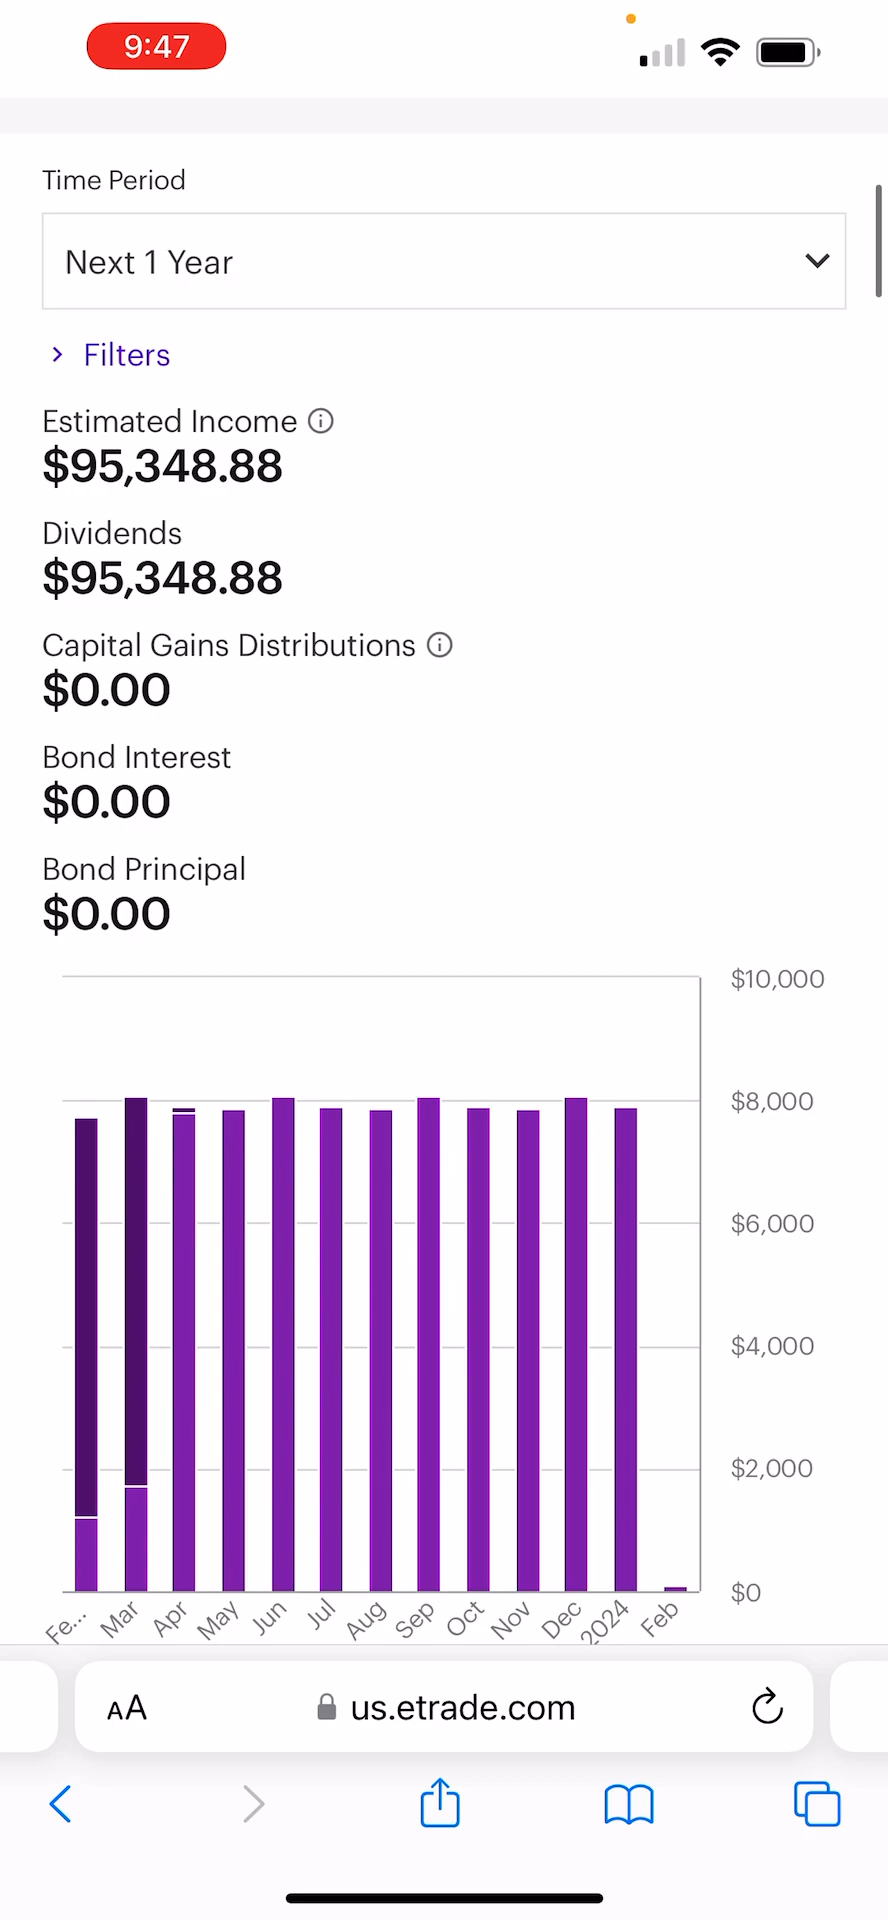 9:47
Time Period
Next 1 Year
Filters
Estimated Income
$95,348.88
Dividends
$95,348.88
Capital Gains Distributions
$0.00
Bond Interest
$0.00
Bond Principal
$0.00
$10,000
$8,000
$6,000
$4,000
$2,000
$0
Fe... Mar Apr May Jun Jul Aug Sep Oct Nov Dec 2024 Feb
AA us.etrade.com